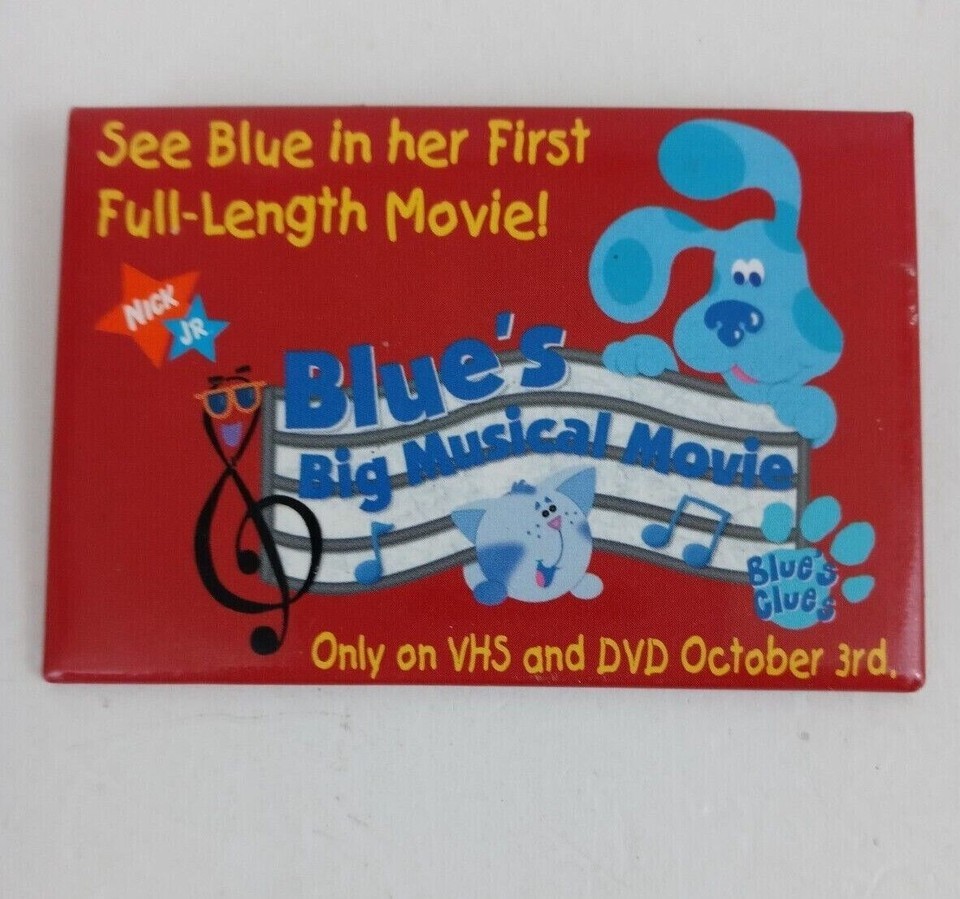 See Blue in her First
Full-Length Movie!
NICK
JR
Blue's
Big Musical Movie
Blue's
Clues
Only on VHS and DVD October 3rd.